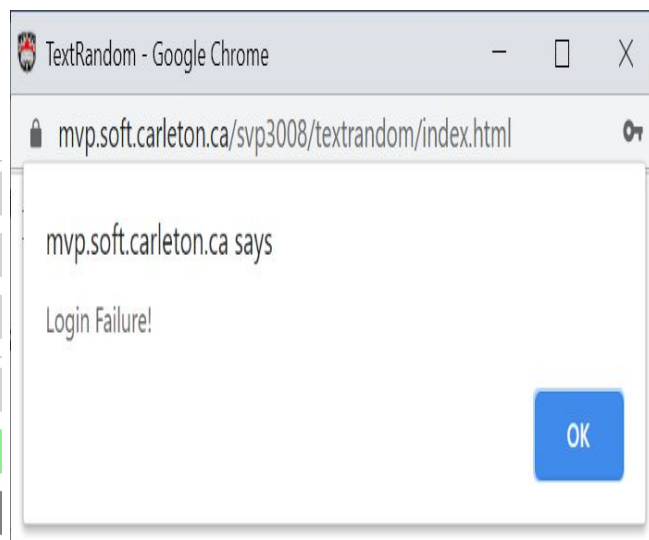 TextRandom - Google Chrome
mvp.soft.carleton.ca/svp3008/textrandom/index.html
mvp.soft.carleton.ca says
Login Failure!
OK